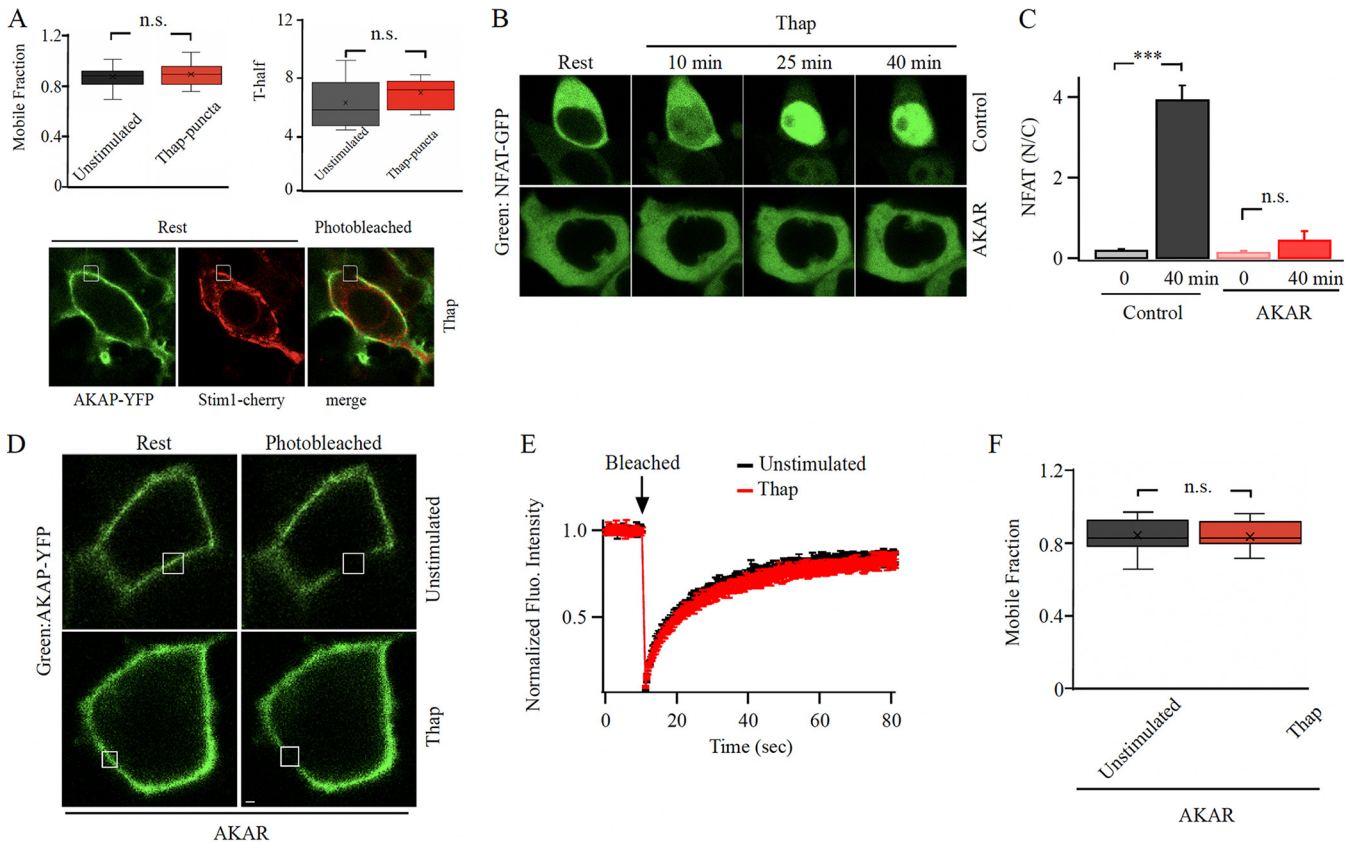 A
n.s.
Mobile Fraction
1.2
0.8
0.4
0
Unstimulated
Thap-puncta
n.s.
T-half
12
8
4
0
Unstimulated
Thap-puncta
Rest
Photobleached
Thap
AKAP-YFP
Stim1-cherry
merge
B
Thap
Rest
10 min
25 min
40 min
Green: NFAT-GFP
Control
AKAR
C
***
n.s.
NFAT (N/C)
4
2
0
0
40 min
0
40 min
Control
AKAR
D
Rest
Photobleached
Green:AKAP-YFP
Unstimulated
Thap
AKAR
E
Bleached
Unstimulated
Thap
Normalized Fluo. Intensity
1.0
0.5
0
20
40
60
80
Time (sec)
F
n.s.
Mobile Fraction
1.2
0.8
0.4
0
Unstimulated
Thap
AKAR